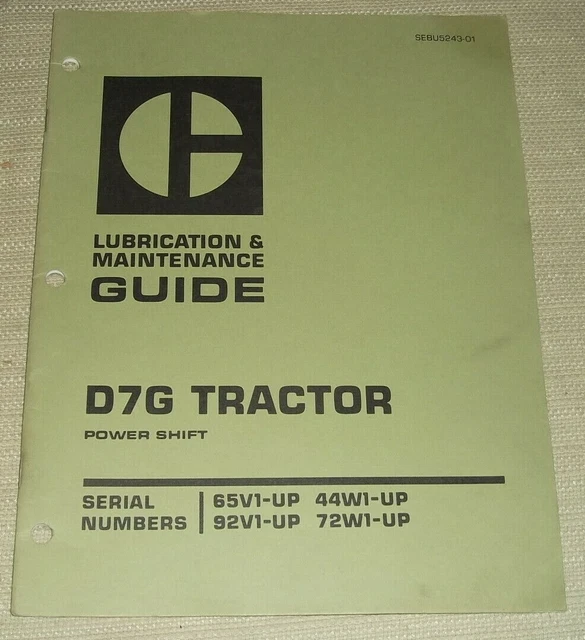 SEBU5243-01
LUBRICATION &
MAINTENANCE
GUIDE
D7G TRACTOR
POWER SHIFT
SERIAL NUMBERS
65V1-UP 44W1-UP
92V1-UP 72W1-UP